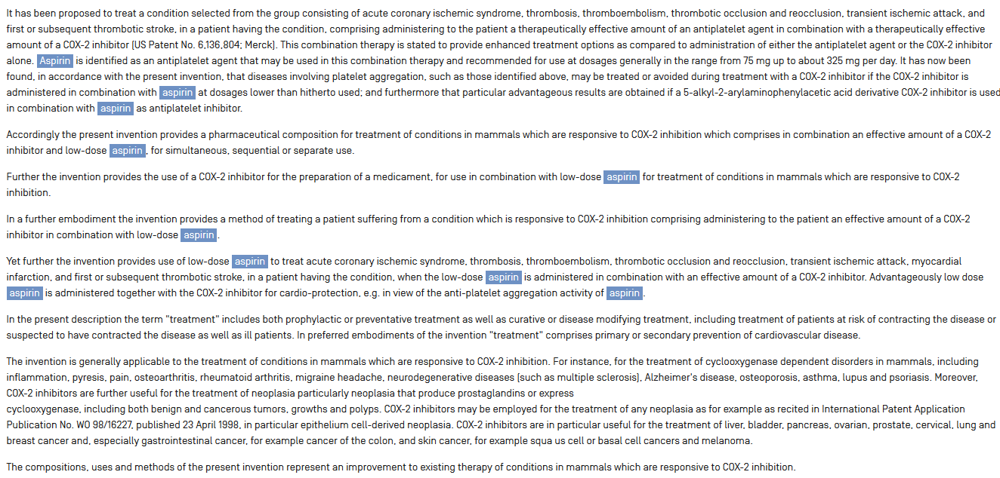 It has been proposed to treat a condition selected from the group consisting of acute coronary ischemic syndrome, thrombosis, thromboembolism, thrombotic occlusion and reocclusion, transient ischemic attack, and
first or subsequent thrombotic stroke, in a patient having the condition, comprising administering to the patient a therapeutically effective amount of an antiplatelet agent in combination with a therapeutically effective
amount of a COX-2 inhibitor (US Patent No. 6,136,804; Merck). This combination therapy is stated to provide enhanced treatment options as compared to administration of either the antiplatelet agent or the COX-2 inhibitor
alone. Aspirin is identified as an antiplatelet agent that may be used in this combination therapy and recommended for use at dosages generally in the range from 75 mg up to about 325 mg per day. It has now been
found, in accordance with the present invention, that diseases involving platelet aggregation, such as those identified above, may be treated or avoided during treatment with a COX-2 inhibitor if the COX-2 inhibitor is
administered in combination with aspirin at dosages lower than hitherto used; and furthermore that particular advantageous results are obtained if a 5-alkyl-2-arylaminophenylacetic acid derivative COX-2 inhibitor is used
in combination with aspirin as antiplatelet inhibitor.
Accordingly the present invention provides a pharmaceutical composition for treatment of conditions in mammals which are responsive to COX-2 inhibition which comprises in combination an effective amount of a COX-2
inhibitor and low-dose aspirin, for simultaneous, sequential or separate use.
Further the invention provides the use of a COX-2 inhibitor for the preparation of a medicament, for use in combination with low-dose aspirin for treatment of conditions in mammals which are responsive to COX-2
inhibition.
In a further embodiment the invention provides a method of treating a patient suffering from a condition which is responsive to COX-2 inhibition comprising administering to the patient an effective amount of a COX-2
inhibitor in combination with low-dose aspirin.
Yet further the invention provides use of low-dose aspirin to treat acute coronary ischemic syndrome, thrombosis, thromboembolism, thrombotic occlusion and reocclusion, transient ischemic attack, myocardial
infarction, and first or subsequent thrombotic stroke, in a patient having the condition, when the low-dose aspirin is administered in combination with an effective amount of a COX-2 inhibitor. Advantageously low dose
aspirin is administered together with the COX-2 inhibitor for cardio-protection, e.g. in view of the anti-platelet aggregation activity of aspirin.
In the present description the term "treatment" includes both prophylactic or preventative treatment as well as curative or disease modifying treatment, including treatment of patients at risk of contracting the disease or
suspected to have contracted the disease as well as ill patients. In preferred embodiments of the invention "treatment" comprises primary or secondary prevention of cardiovascular disease.
The invention is generally applicable to the treatment of conditions in mammals which are responsive to COX-2 inhibition. For instance, for the treatment of cyclooxygenase dependent disorders in mammals, including
inflammation, pyresis, pain, osteoarthritis, rheumatoid arthritis, migraine headache, neurodegenerative diseases (such as multiple sclerosis), Alzheimer's disease, osteoporosis, asthma, lupus and psoriasis. Moreover,
COX-2 inhibitors are further useful for the treatment of neoplasia particularly neoplasia that produce prostaglandins or express
cyclooxygenase, including both benign and cancerous tumors, growths and polyps. COX-2 inhibitors may be employed for the treatment of any neoplasia as for example as recited in International Patent Application
Publication No. WO 98/16227, published 23 April 1998, in particular epithelium cell-derived neoplasia. COX-2 inhibitors are in particular useful for the treatment of liver, bladder, pancreas, ovarian, prostate, cervical, lung and
breast cancer and, especially gastrointestinal cancer, for example cancer of the colon, and skin cancer, for example squa us cell or basal cell cancers and melanoma.
The compositions, uses and methods of the present invention represent an improvement to existing therapy of conditions in mammals which are responsive to COX-2 inhibition.